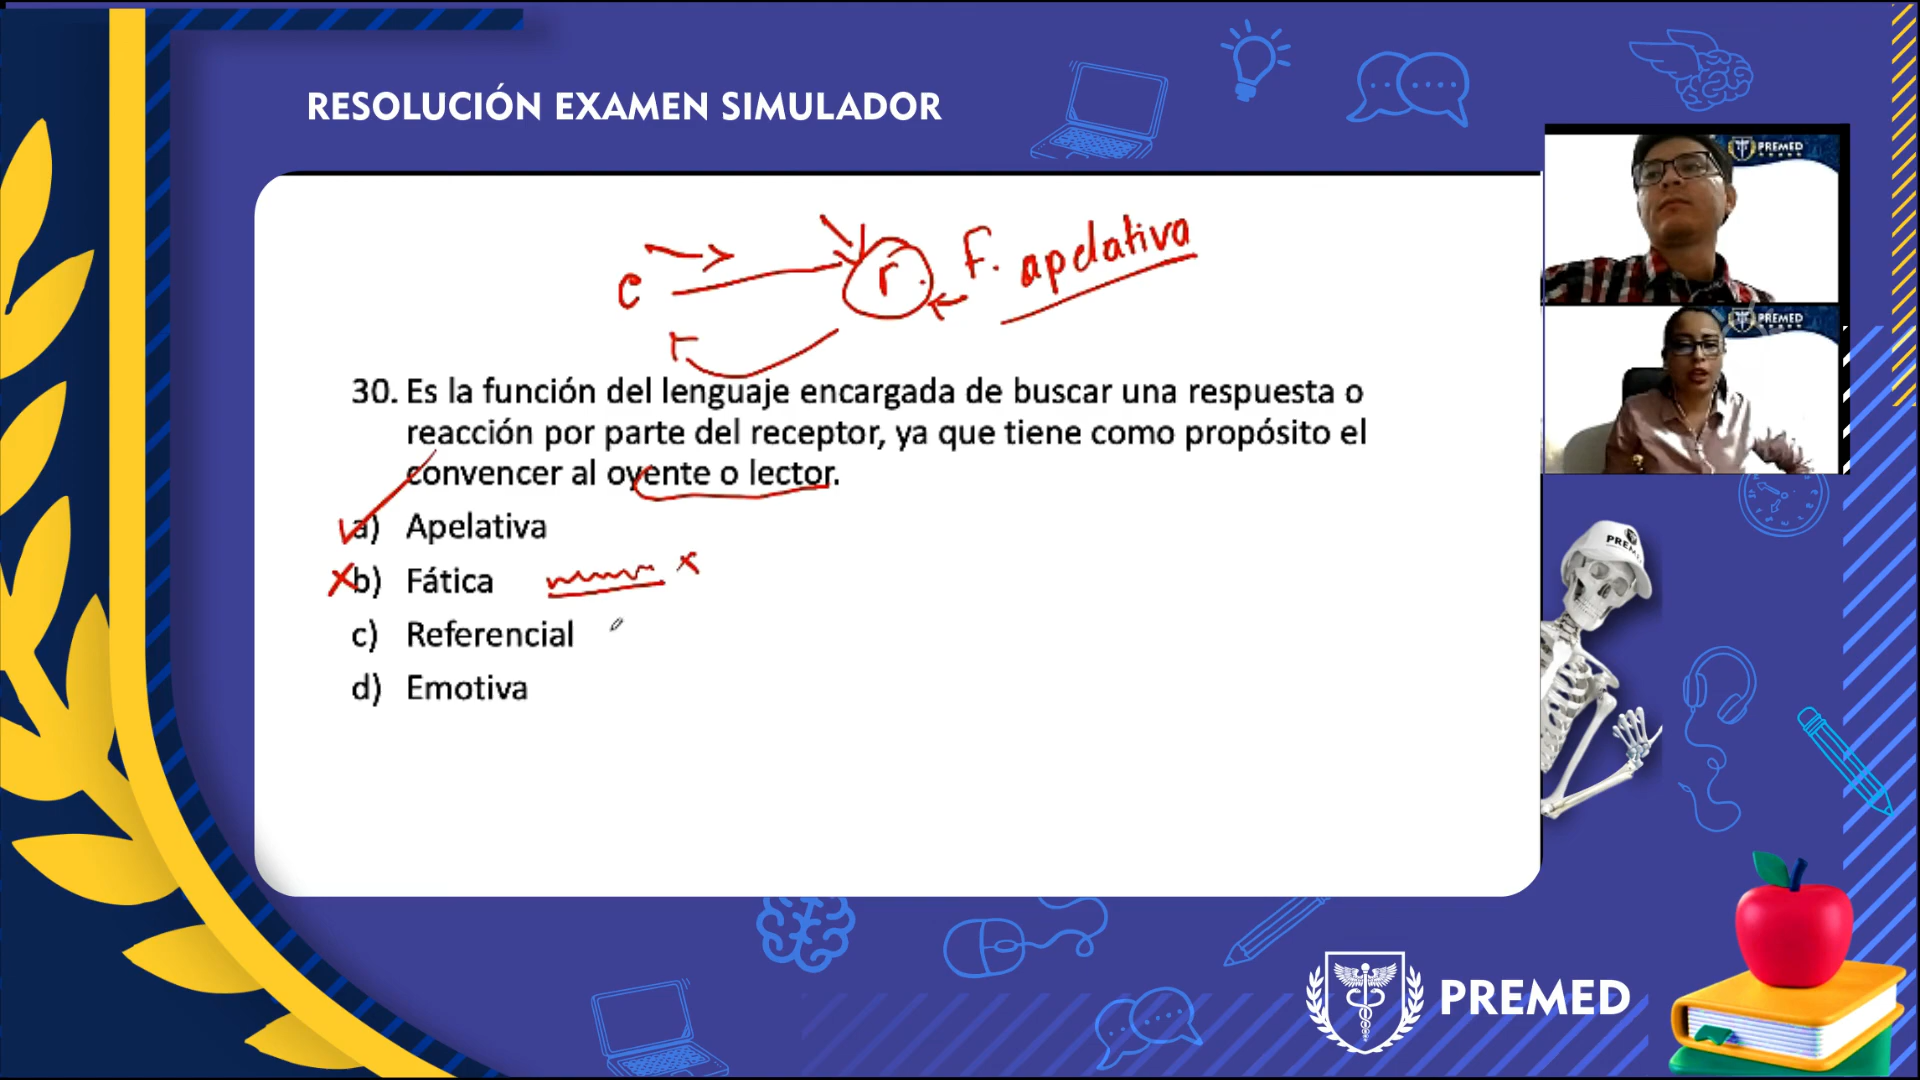 RESOLUCIÓN EXAMEN SIMULADOR
PREMED
PREMED
e
r
F. apelativa
30. Es la función del lenguaje encargada de buscar una respuesta o
reacción por parte del receptor, ya que tiene como propósito el
convencer al oyente o lector.
a) Apelativa
b) Fática
c) Referencial
d) Emotiva
PREM
PREMED